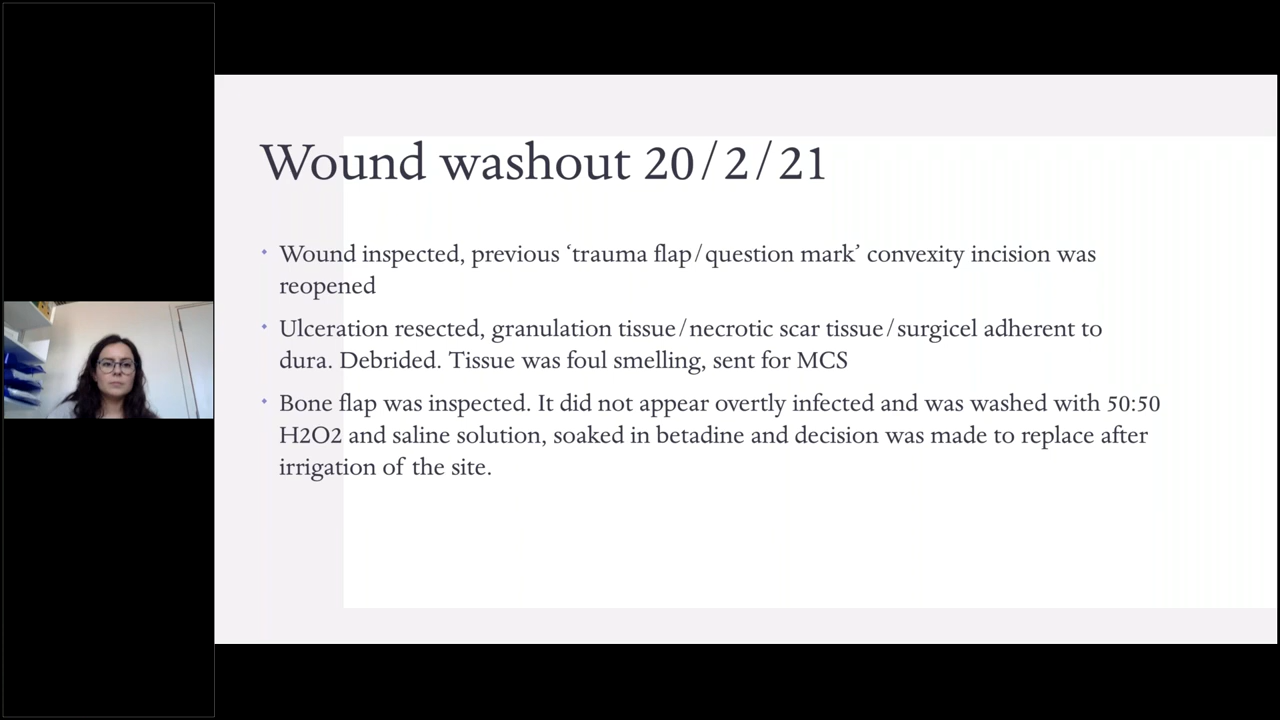 Wound washout 20/2/21
Wound inspected, previous ‘trauma flap/question mark’ convexity incision was
reopened
Ulceration resected, granulation tissue/necrotic scar tissue/surgicel adherent to
dura. Debrided. Tissue was foul smelling, sent for MCS
Bone flap was inspected. It did not appear overtly infected and was washed with 50:50
H2O2 and saline solution, soaked in betadine and decision was made to replace after
irrigation of the site.